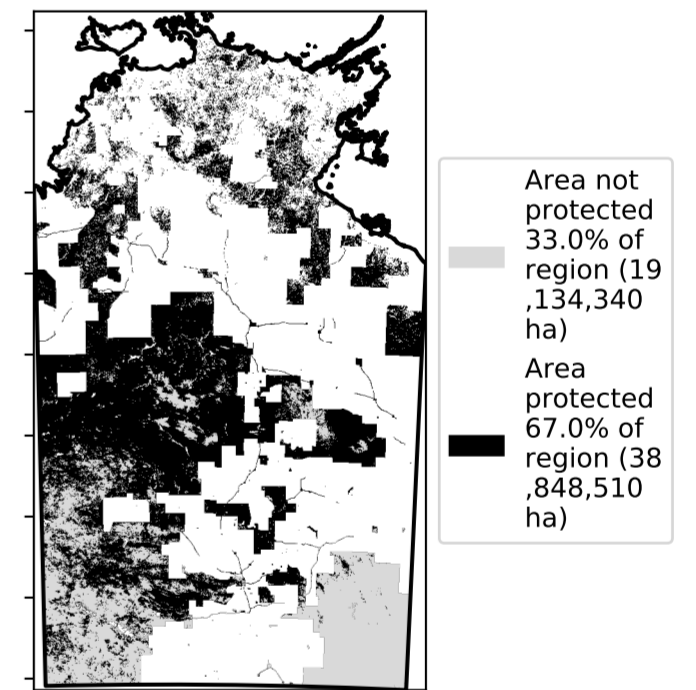 Area not
protected
33.0% of
region (19
,134,340
ha)
Area
protected
67.0% of
region (38
,848,510
ha)